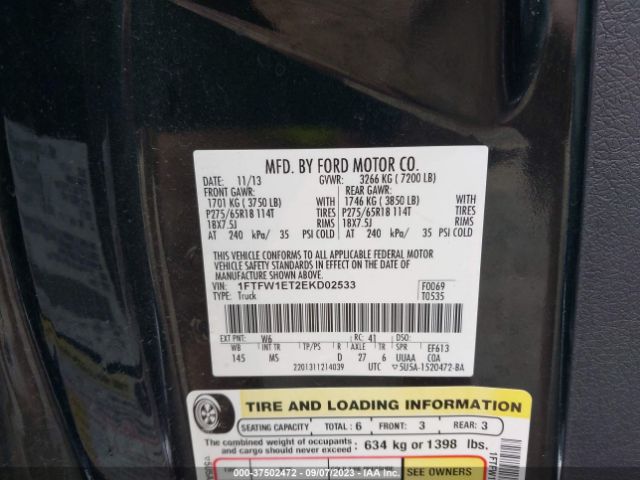 MFD. BY FORD MOTOR CO.
DATE: 11/13 GVWR: 3266 KG ( 7200 LB)
FRONT GAWR: REAR GAWR:
1701 KG ( 3750 LB) WITH 1746 KG ( 3850 LB) WITH
P275/65R18 114T TIRES P275/65R18 114T TIRES
18X7.5J RIMS 18X7.5J RIMS
AT 240 kPa/ 35 PSI COLD AT 240 kPa/ 35 PSI COLD
THIS VEHICLE CONFORMS TO ALL APPLICABLE FEDERAL MOTOR
VEHICLE SAFETY AND THEFT PREVENTION STANDARDS IN EFFECT ON THE DATE OF
MANUFACTURE SHOWN ABOVE.
VIN: 1FTFW1ET2EKD02533 F0069
TYPE: Truck T0535
EXT PNT: W6 RC: 41 DSO:
WB INT TR TP/PS R AXLE TR SPR EF613
145 MS D 27 6 UUAA COA
2201311214039 UTC 5U5A-1520472-BA
TIRE AND LOADING INFORMATION
SEATING CAPACITY TOTAL: 6 FRONT: 3 REAR: 3
The combined weight of occupants and cargo should never exceed: 634 kg or 1398 lbs.
SEE OWNERS
COPART: 37502472 - 09/07/2023 - IAA Inc.